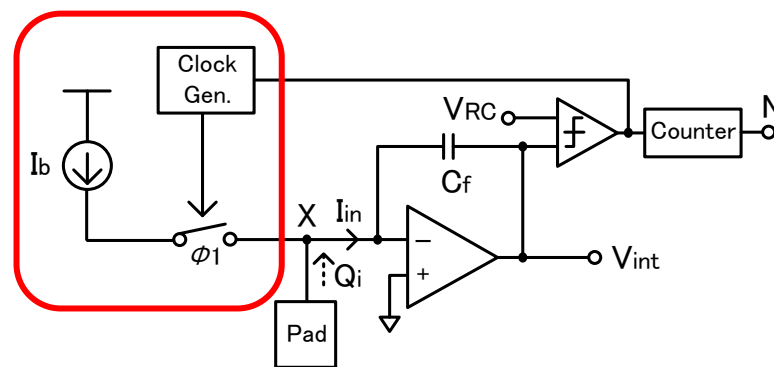 Clock
Gen.
Ib
Φ1
X
Iin
Qi
Pad
VRC
Cf
−
+
Vint
Counter
N